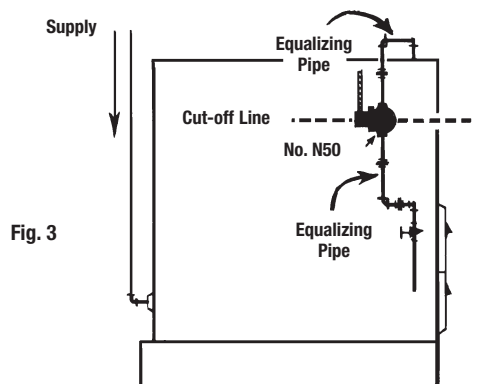 Supply
Equalizing
Pipe
Cut-off Line
No. N50
Equalizing
Pipe
Fig. 3